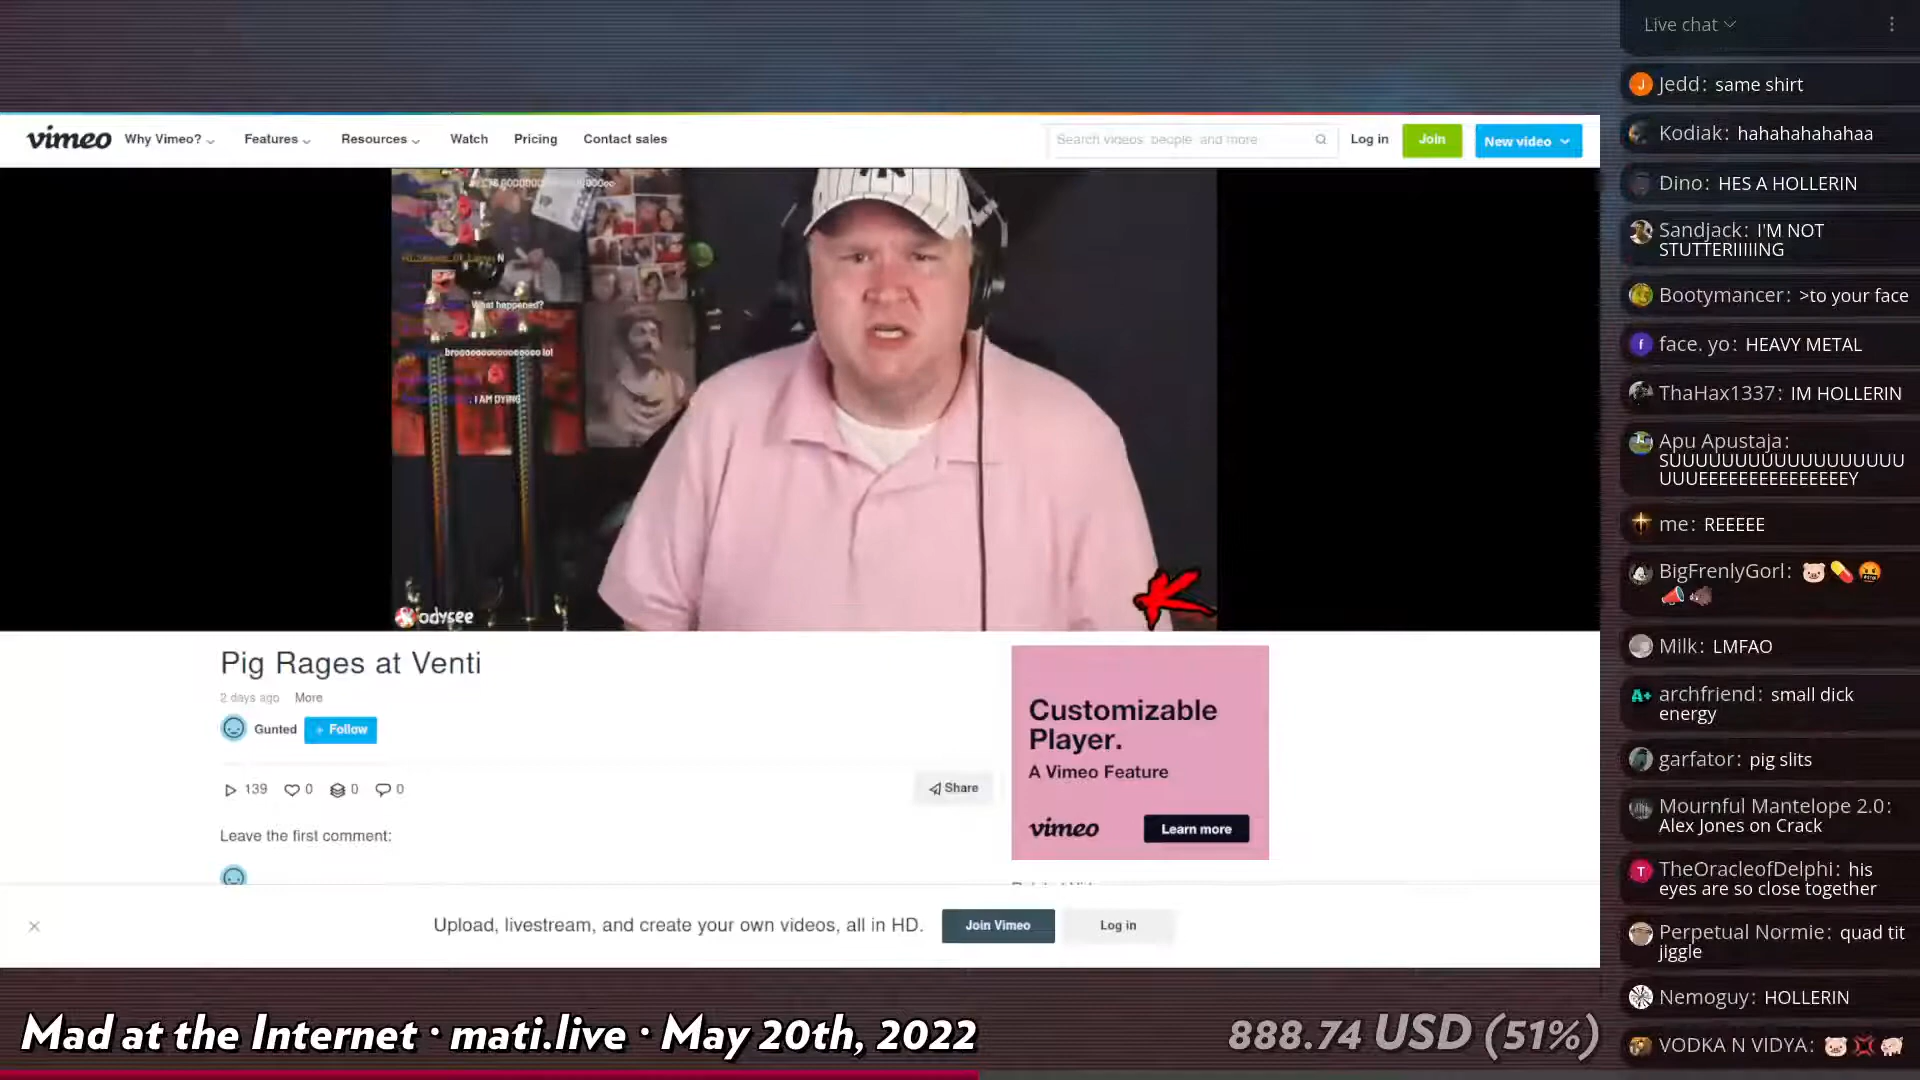 Live chat
vimeo Why Vimeo? Features Resources Watch Pricing Contact sales Search videos, people, and more Log in Join New video
What happened?
I AM DYING
odysee
Pig Rages at Venti
2 days ago More
Gunted + Follow
139 0 0 0
Share
Leave the first comment:
Customizable
Player.
A Vimeo Feature
vimeo Learn more
Upload, livestream, and create your own videos, all in HD. Join Vimeo Log in
Mad at the Internet · mati.live · May 20th, 2022
888.74 USD (51%)
J Jedd: same shirt
Kodiak: hahahahahahaa
Dino: HES A HOLLERIN
Sandjack: I'M NOT
STUTTERIIIIING
Bootymancer: >to your face
f face. yo: HEAVY METAL
ThaHax1337: IM HOLLERIN
Apu Apustaja:
SUUUUUUUUUUUUUUUUUU
UUUEEEEEEEEEEEEEEEY
me: REEEEE
BigFrenlyGorl: 🐷💊🤬
📣🐗
Milk: LMFAO
A+ archfriend: small dick
energy
garfator: pig slits
Mournful Mantelope 2.0:
Alex Jones on Crack
T TheOracleofDelphi: his
eyes are so close together
Perpetual Normie: quad tit
jiggle
Nemoguy: HOLLERIN
VODKA N VIDYA: 🐷💢🐖